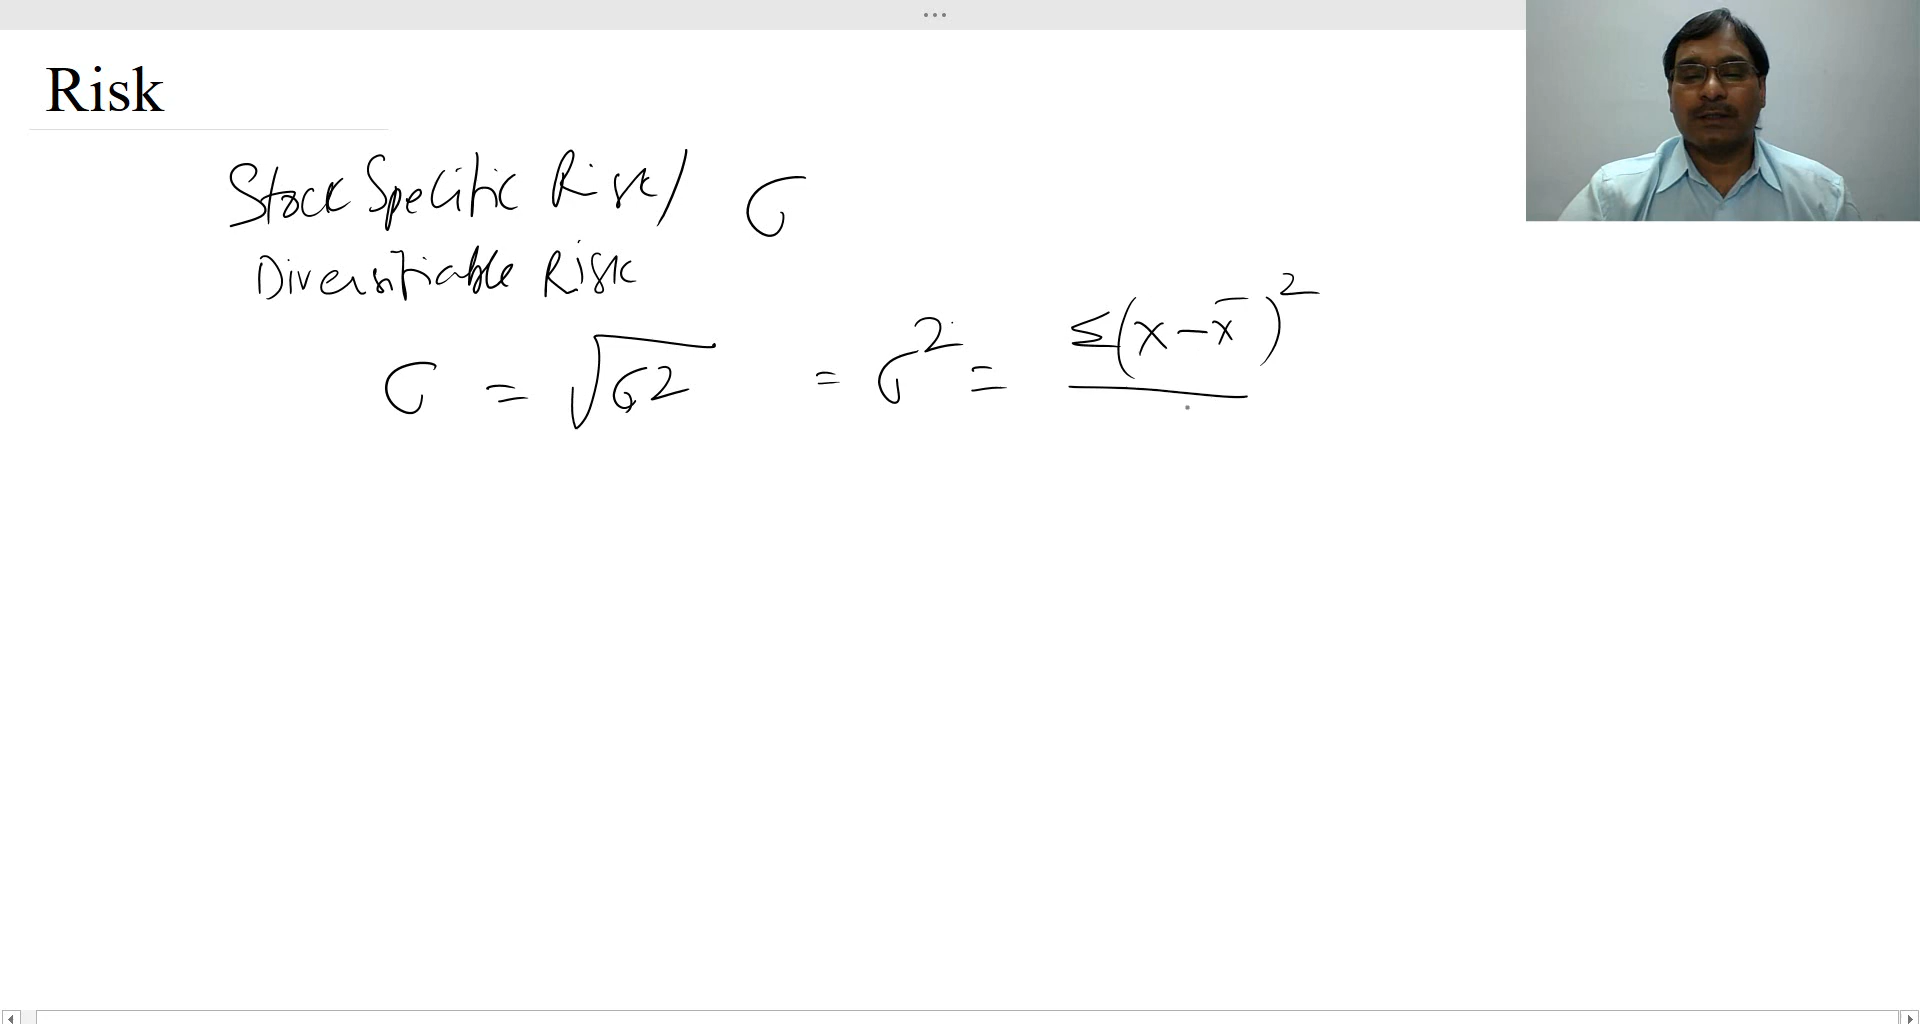 Risk
Stock Specific Risk/ σ
Diversifiable Risk
σ = √σ2 = σ² = Σ(x-x̄)²